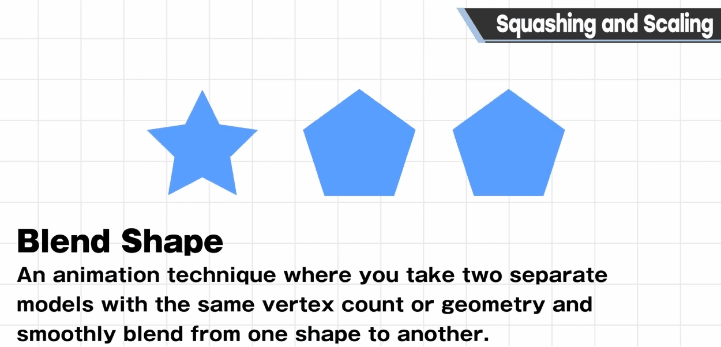 Squashing and Scaling
Blend Shape
An animation technique where you take two separate
models with the same vertex count or geometry and
smoothly blend from one shape to another.